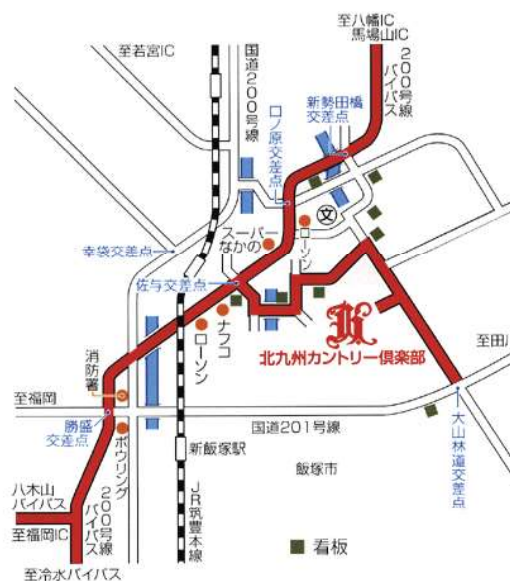 至八幡IC
馬場山IC
至若宮IC
国道200号線
200号線
バイパス
新勢田橋
交差点
口ノ原交差点
文
スーパー
なかの
ローソン
幸袋交差点
佐与交差点
K
北九州カントリー倶楽部
ナフコ
ローソン
消防署
至田川
至福岡
勝盛
交差点
ボウリング
国道201号線
大山林道交差点
新飯塚駅
飯塚市
八木山
バイパス
至福岡IC
200号線
バイパス
JR筑豊本線
看板
至冷水バイパス